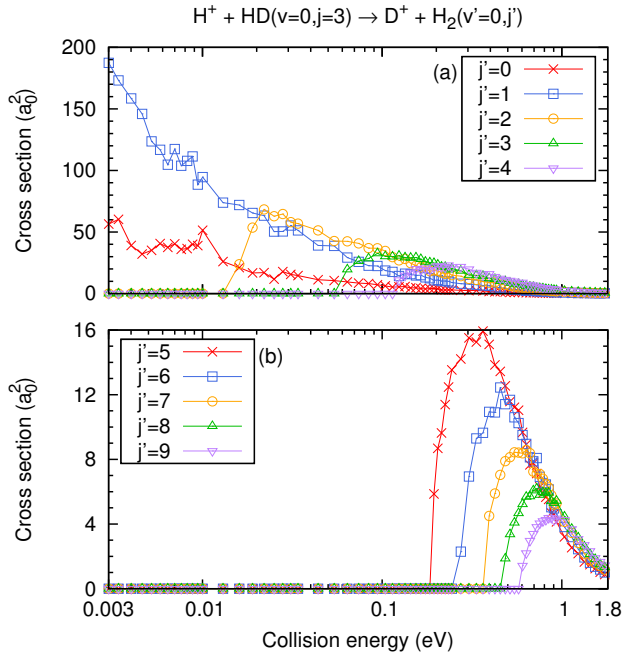 H⁺ + HD(v=0,j=3) → D⁺ + H₂(v'=0,j')
200
150
100
50
0
Cross section (a₀²)
(a)
j'=0
j'=1
j'=2
j'=3
j'=4
16
12
8
4
0
Cross section (a₀²)
(b)
j'=5
j'=6
j'=7
j'=8
j'=9
0.003 0.01 0.1 1 1.8
Collision energy (eV)